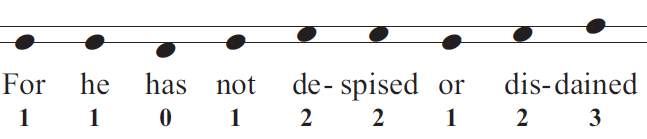 For he has not de- spised or dis-dained
1 1 0 1 2 2 1 2 3